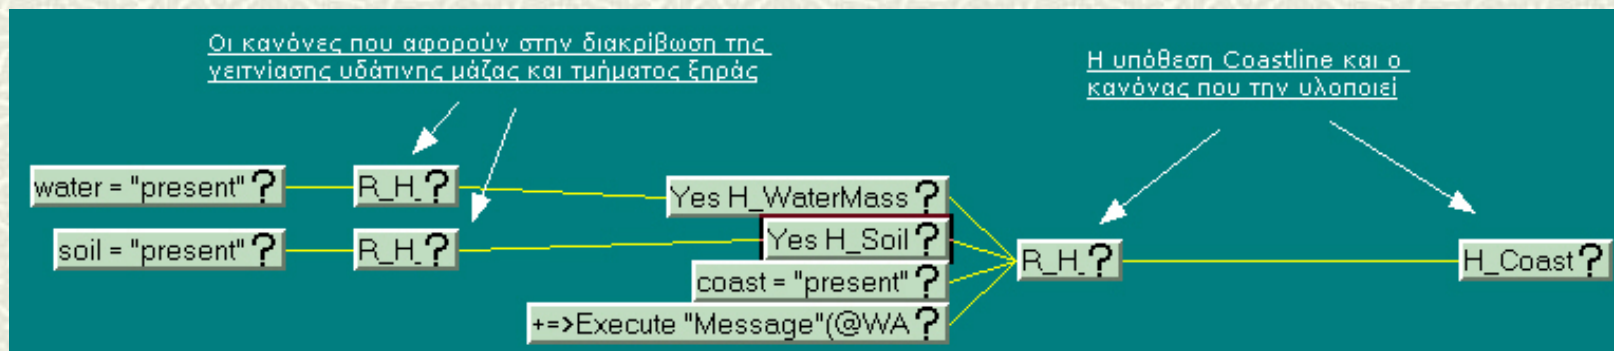 Οι κανόνες που αφορούν στην διακρίβωση της
γειτνίασης υδάτινης μάζας και τμήματος ξηράς
Η υπόθεση Coastline και ο
κανόνας που την υλοποιεί
water = "present" ?
R_H_?
Yes H_WaterMass ?
soil = "present" ?
R_H_?
Yes H_Soil ?
coast = "present" ?
+=>Execute "Message"(@WA ?
R_H_?
H_Coast ?